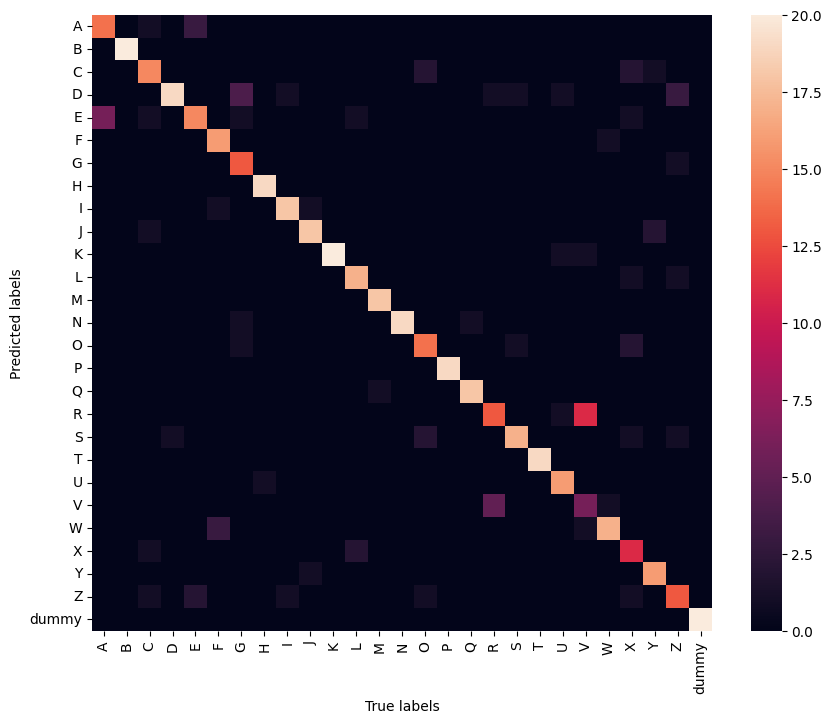 A
B
C
D
E
F
G
H
I
J
K
L
M
N
O
P
Q
R
S
T
U
V
W
X
Y
Z
dummy
Predicted labels
A B C D E F G H I J K L M N O P Q R S T U V W X Y Z dummy
True labels
20.0
17.5
15.0
12.5
10.0
7.5
5.0
2.5
0.0